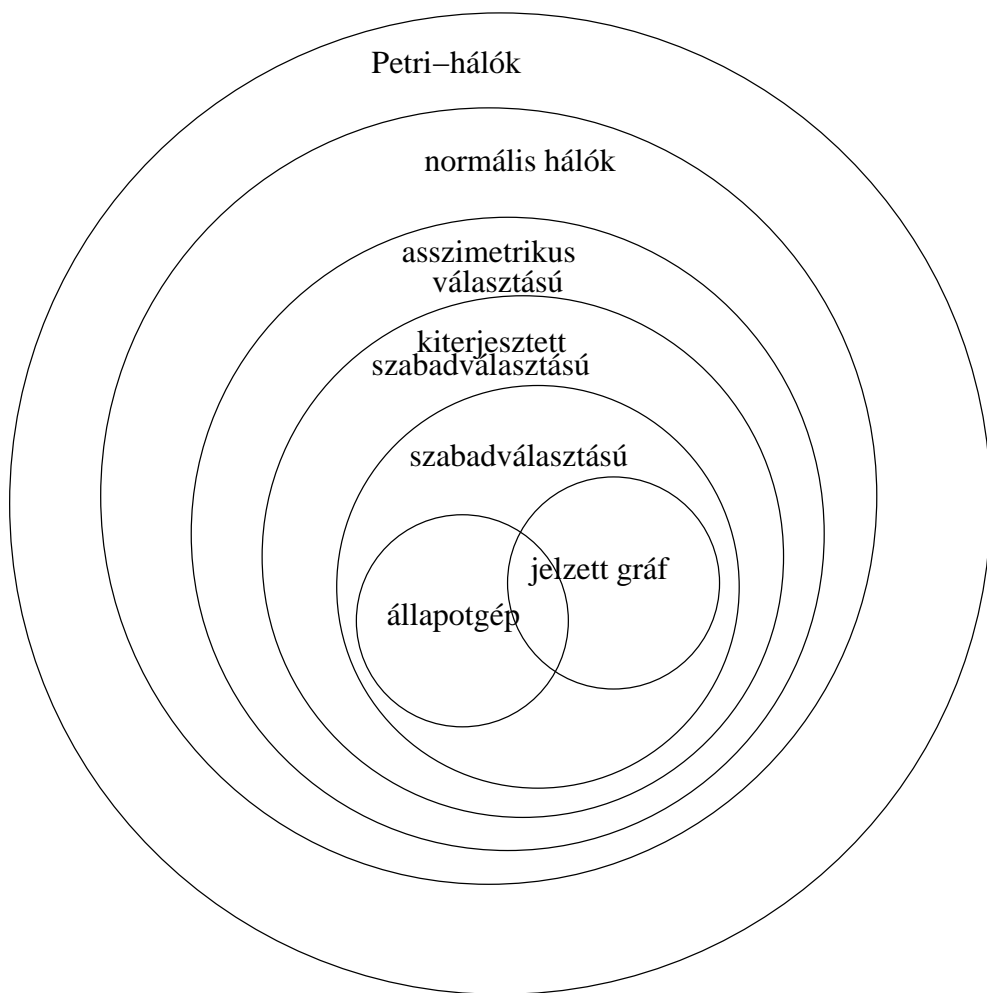 Petri−hálók
normális hálók
asszimetrikus
választású
kiterjesztett
szabadválasztású
szabadválasztású
jelzett gráf
állapotgép